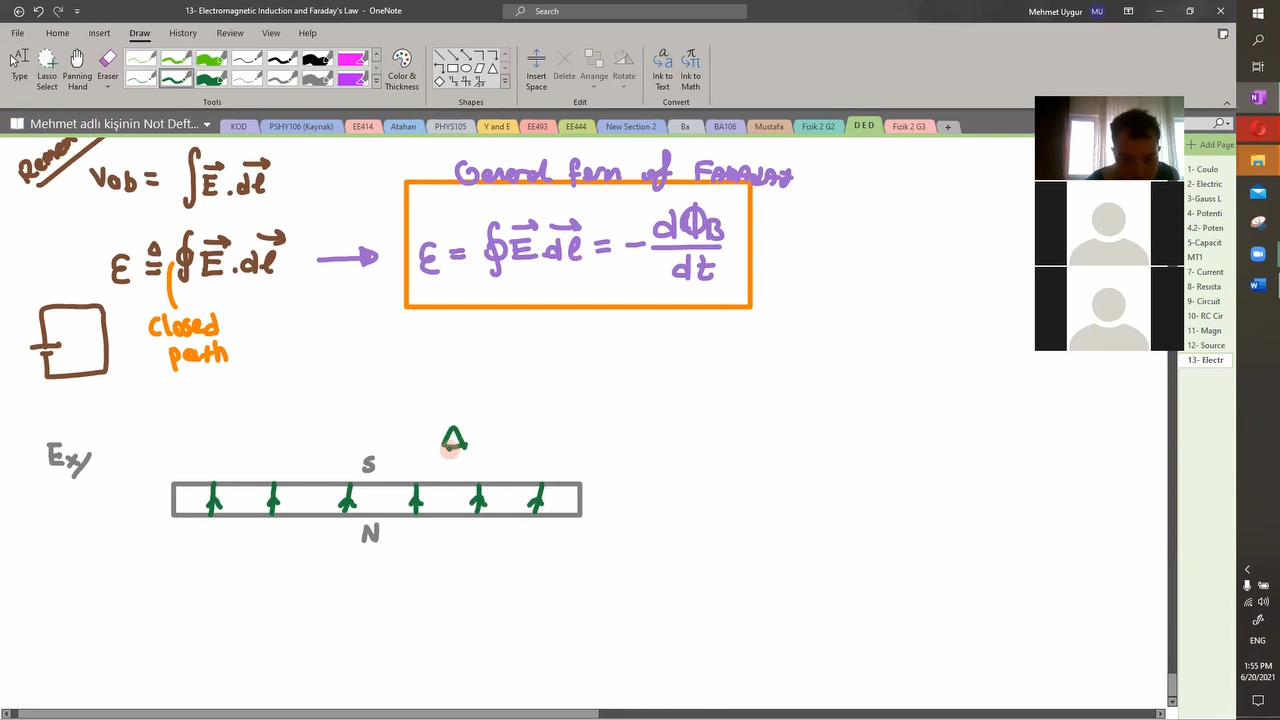 13- Electromagnetic Induction and Faraday's Law - OneNote
Search
Mehmet Uygur
MU
File Home Insert Draw History Review View Help
Type
Lasso Select
Panning Hand
Eraser
Color & Thickness
Insert Space
Delete
Arrange
Rotate
Ink to Text
Ink to Math
Tools
Shapes
Edit
Convert
Mehmet adlı kişinin Not Deft...
KOD PSHY106 (Kaynak) EE414 Atahan PHYS105 Y and E EE493 EE444 New Section 2 Ba BA106 Mustafa Fizik 2 G2 D E D Fizik 2 G3
Add Page
1- Coulo
2- Electric
3-Gauss L
4- Potenti
4.2- Poten
5-Capacit
MT1
7- Current
8- Resista
9- Circuit
10- RC Cir
11- Magn
12- Source
13- Electr
Vab = ∫ E⃗ . dl⃗
ε ≜ ∮ E⃗ . dl⃗
closed
path
of Faraday
ε = ∮ E⃗ . dl⃗ = - dΦB/dt
Ex/
S
N
ENG
1:55 PM
6/20/2021